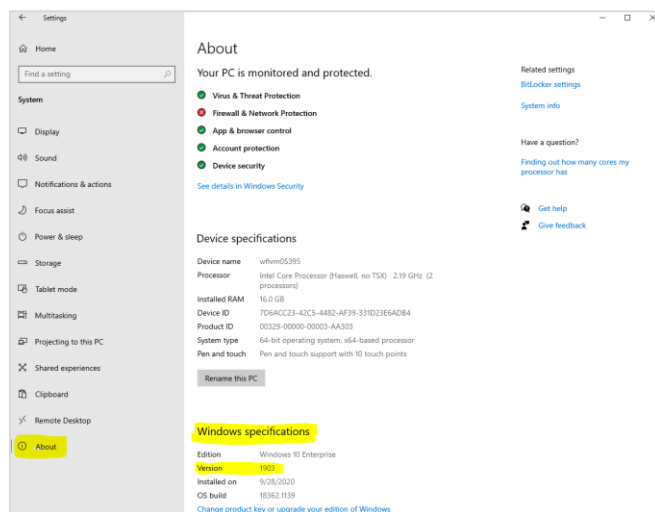 Settings
Home
Find a setting
System
Display
Sound
Notifications & actions
Focus assist
Power & sleep
Storage
Tablet mode
Multitasking
Projecting to this PC
Shared experiences
Clipboard
Remote Desktop
About
About
Your PC is monitored and protected.
Virus & Threat Protection
Firewall & Network Protection
App & browser control
Account protection
Device security
See details in Windows Security
Device specifications
Device name wfivm05395
Processor Intel Core Processor (Haswell, no TSX) 2.19 GHz (2
processors)
Installed RAM 16.0 GB
Device ID 7D6ACC23-42C5-4482-AF39-331D23E6ADB4
Product ID 00329-00000-00003-AA303
System type 64-bit operating system, x64-based processor
Pen and touch Pen and touch support with 10 touch points
Rename this PC
Windows specifications
Edition Windows 10 Enterprise
Version 1903
Installed on 9/28/2020
OS build 18362.1139
Change product key or upgrade your edition of Windows
Related settings
BitLocker settings
System info
Have a question?
Finding out how many cores my
processor has
Get help
Give feedback